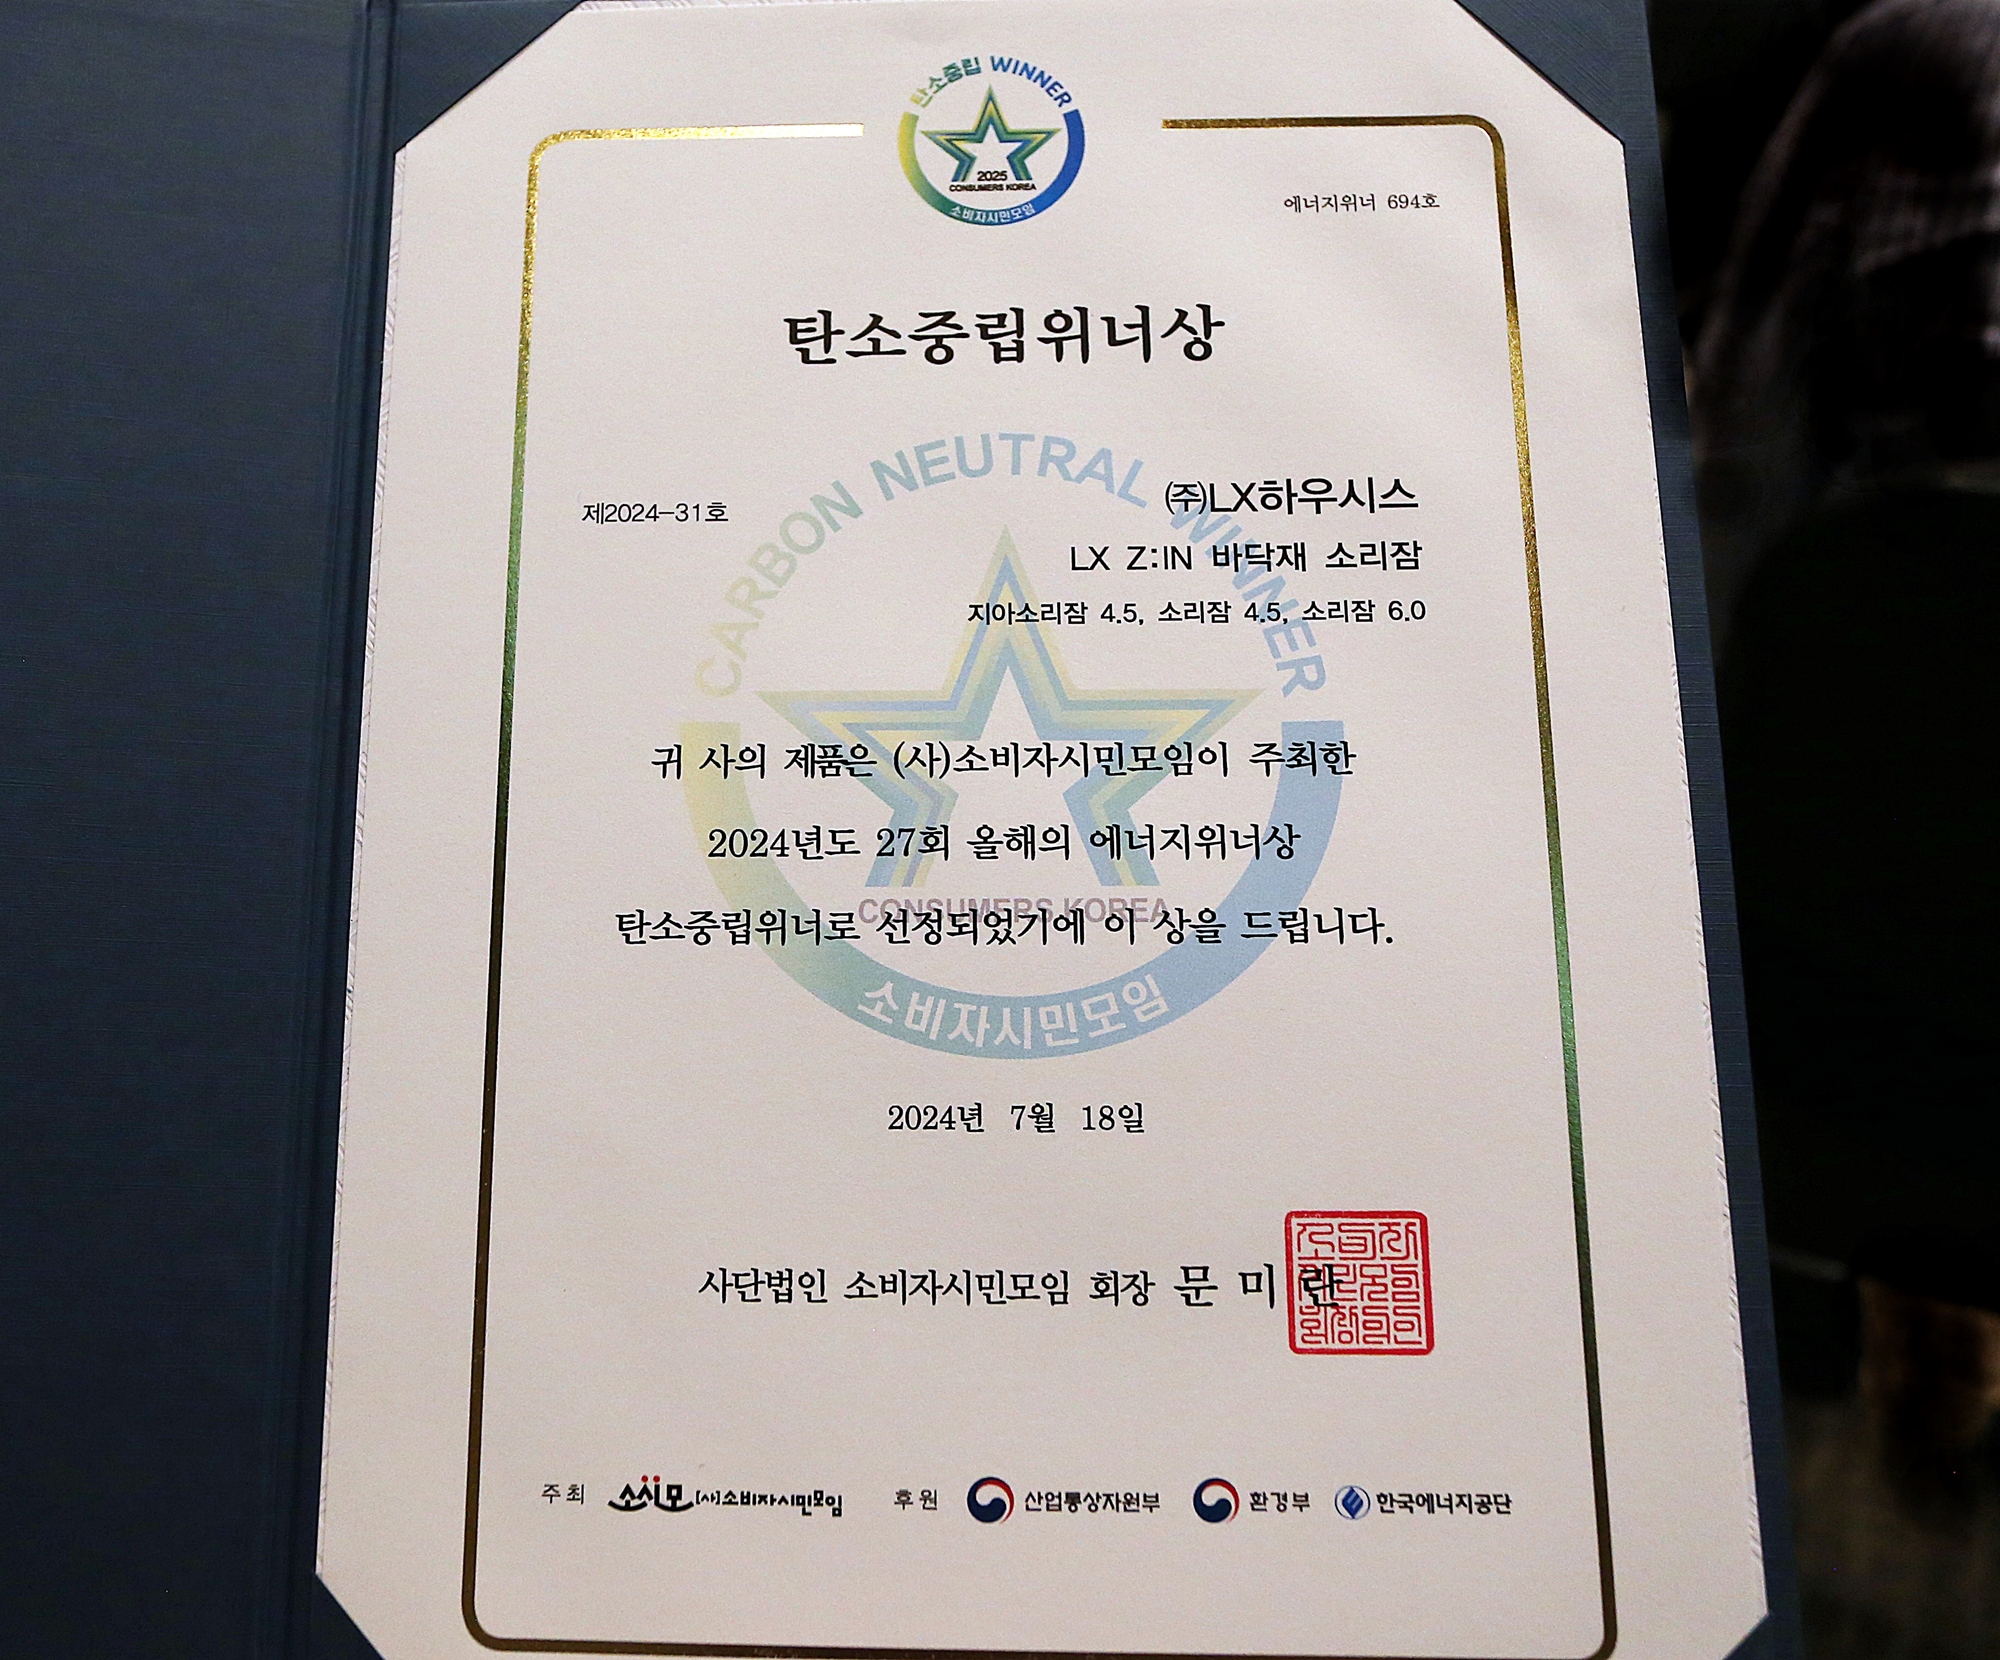 탄소중립 WINNER
2025
CONSUMERS KOREA
소비자시민모임
에너지위너 694호
탄소중립위너상
CARBON NEUTRAL WINNER
제2024-31호
㈜LX하우시스
LX Z:IN 바닥재 소리잠
지아소리잠 4.5, 소리잠 4.5, 소리잠 6.0
귀 사의 제품은 (사)소비자시민모임이 주최한
2024년도 27회 올해의 에너지위너상
CONSUMERS KOREA
탄소중립위너로 선정되었기에 이 상을 드립니다.
소비자시민모임
2024년 7월 18일
사단법인 소비자시민모임 회장 문 미 란
주최 소시모 [사]소비자시민모임 후원 산업통상자원부 환경부 한국에너지공단